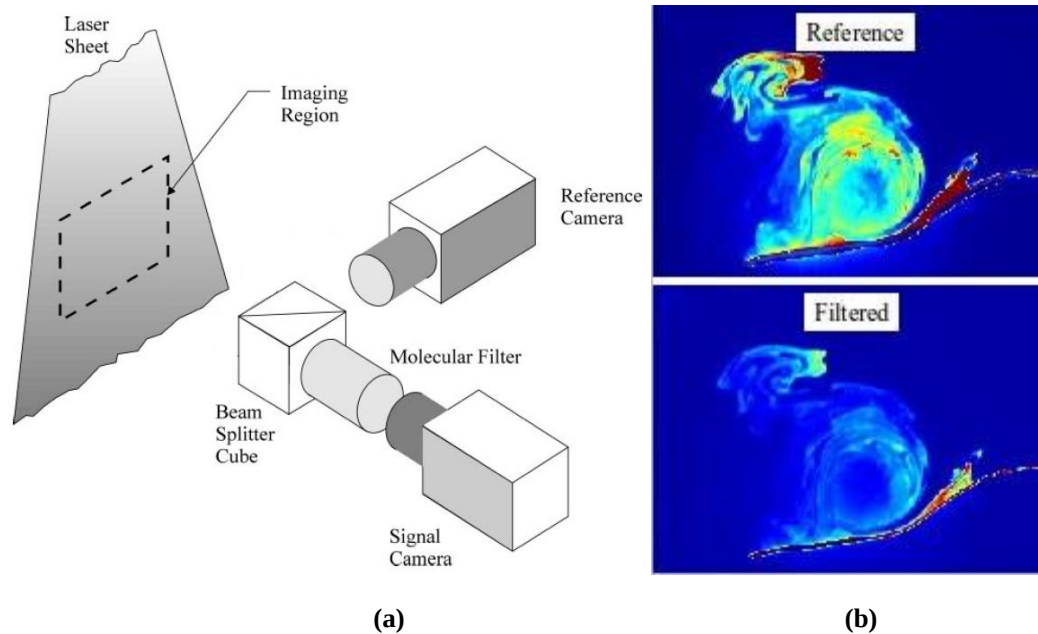 Laser
Sheet
Imaging
Region
Reference
Camera
Molecular Filter
Beam
Splitter
Cube
Signal
Camera
(a)
Reference
Filtered
(b)